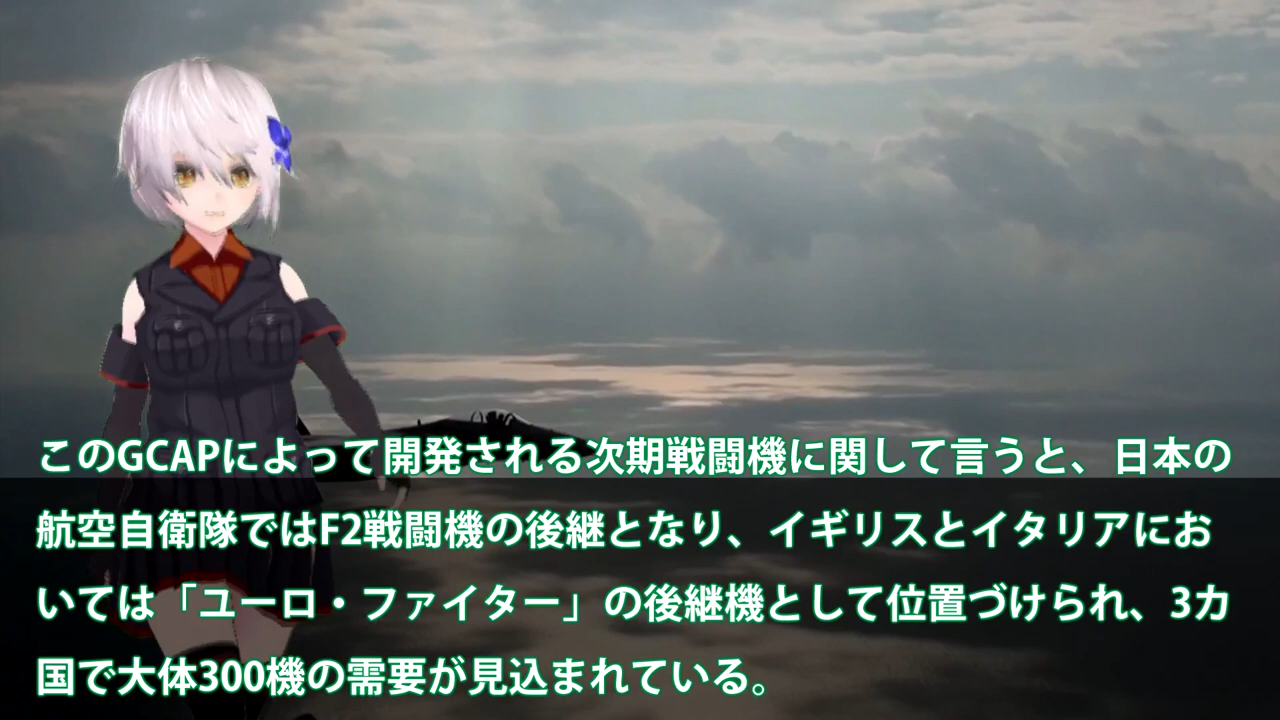 このGCAPによって開発される次期戦闘機に関して言うと、日本の
航空自衛隊ではF2戦闘機の後継となり、イギリスとイタリアにお
いては「ユーロ・ファイター」の後継機として位置づけられ、3カ
国で大体300機の需要が見込まれている。